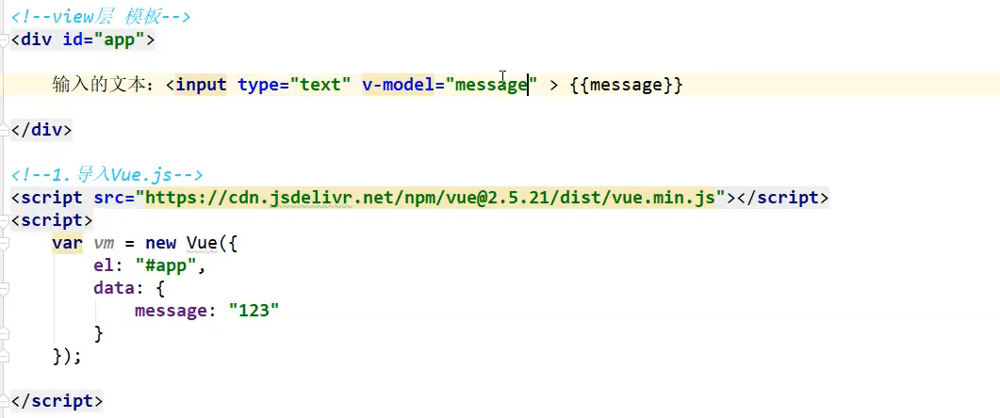 <!--view层 模板-->
<div id="app">
输入的文本：<input type="text" v-model="message" > {{message}}
</div>
<!--1.导入Vue.js-->
<script src="https://cdn.jsdelivr.net/npm/vue@2.5.21/dist/vue.min.js"></script>
<script>
var vm = new Vue({
el: "#app",
data: {
message: "123"
}
});
</script>